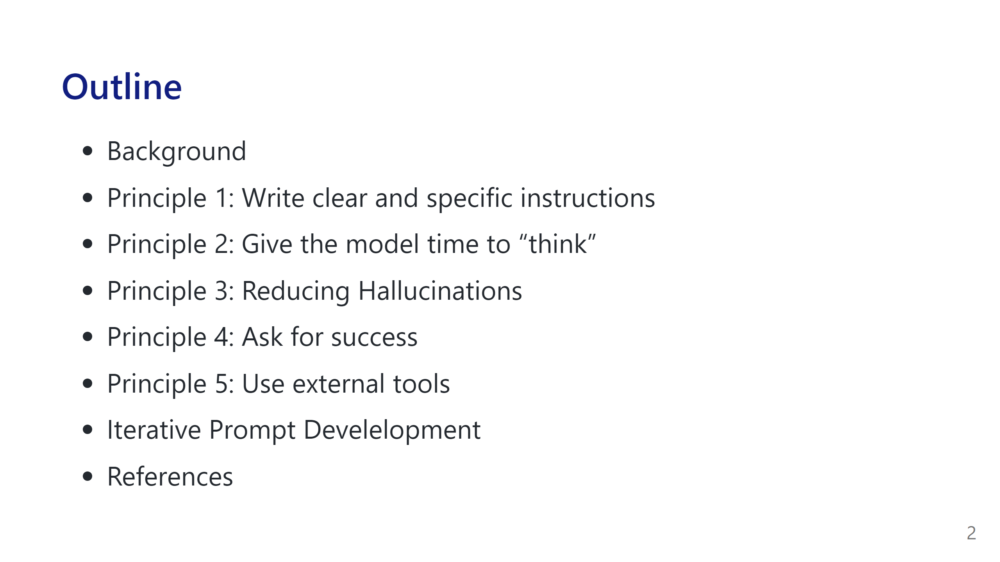 Outline
• Background
• Principle 1: Write clear and specific instructions
• Principle 2: Give the model time to “think”
• Principle 3: Reducing Hallucinations
• Principle 4: Ask for success
• Principle 5: Use external tools
• Iterative Prompt Develelopment
• References
2